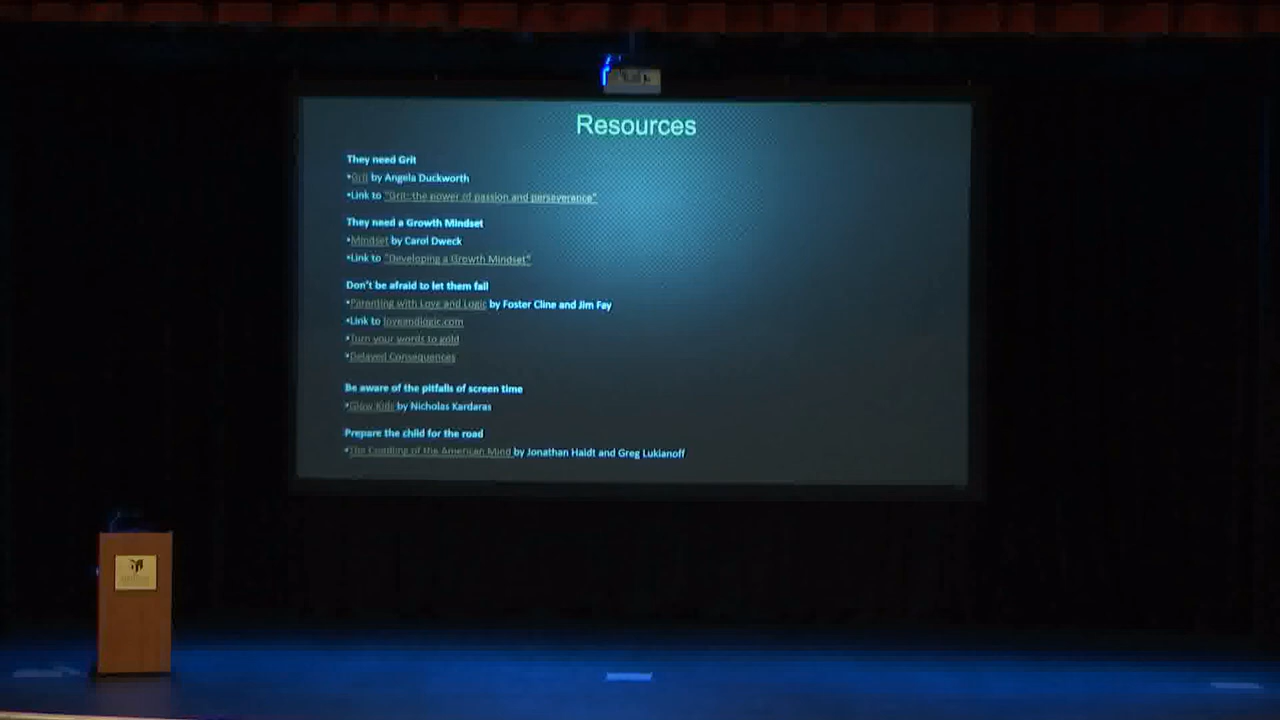 Resources
They need Grit
•Grit by Angela Duckworth
•Link to "Grit: the power of passion and perseverance"
They need a Growth Mindset
•Mindset by Carol Dweck
•Link to "Developing a Growth Mindset"
Don't be afraid to let them fail
•Parenting with Love and Logic by Foster Cline and Jim Fay
•Link to loveandlogic.com
•Turn your words to gold
•Delayed Consequences
Be aware of the pitfalls of screen time
•Glow Kids by Nicholas Kardaras
Prepare the child for the road
•The Coddling of the American Mind by Jonathan Haidt and Greg Lukianoff